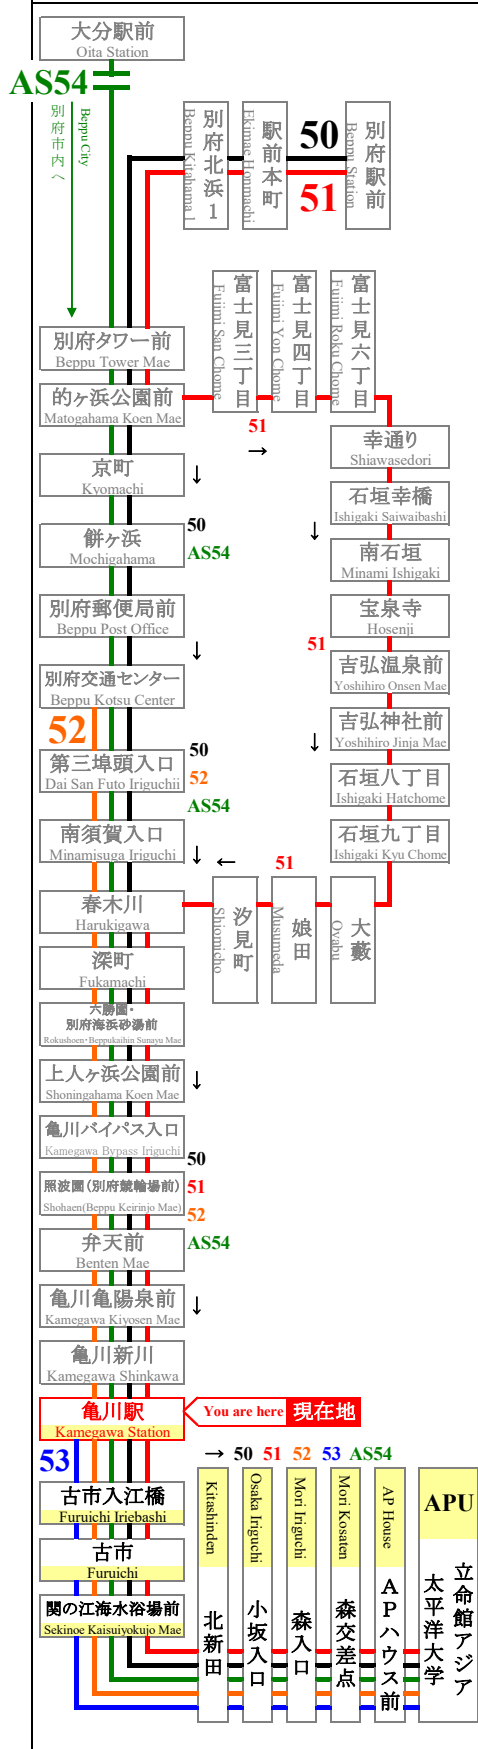 大分駅前
Oita Station
AS54
Beppu City
別府市内へ
別府北浜1
Beppu Kitahama 1
駅前本町
Ekimae Honmachi
50
51
別府駅前
Beppu Station
別府タワー前
Beppu Tower Mae
的ヶ浜公園前
Matogahama Koen Mae
富士見三丁目
Fujimi San Chome
富士見四丁目
Fujimi Yon Chome
富士見六丁目
Fujimi Roku Chome
51
→
幸通り
Shiawasedori
京町
Kyomachi
↓
石垣幸橋
Ishigaki Saiwaibashi
↓
餅ヶ浜
Mochigahama
50
AS54
南石垣
Minami Ishigaki
別府郵便局前
Beppu Post Office
↓
宝泉寺
Hosenji
51
吉弘温泉前
Yoshihiro Onsen Mae
別府交通センター
Beppu Kotsu Center
52
吉弘神社前
Yoshihiro Jinja Mae
↓
第三埠頭入口
Dai San Futo Iriguchii
50
52
AS54
石垣八丁目
Ishigaki Hatchome
南須賀入口
Minamisuga Iriguchi
↓
石垣九丁目
Ishigaki Kyu Chome
←
51
春木川
Harukigawa
汐見町
Shiomicho
娘田
Musumeda
大藪
Oyabu
深町
Fukamachi
六勝園・
別府海浜砂湯前
Rokushoen・Beppukaihin Sunayu Mae
上人ヶ浜公園前
Shoningahama Koen Mae
↓
亀川バイパス入口
Kamegawa Bypass Iriguchi
50
照波園(別府競輪場前)
Shohaen(Beppu Keirinjo Mae)
51
52
弁天前
Benten Mae
AS54
亀川亀陽泉前
Kamegawa Kiyosen Mae
↓
亀川新川
Kamegawa Shinkawa
亀川駅
Kamegawa Station
You are here 現在地
53
→ 50 51 52 53 AS54
古市入江橋
Furuichi Iriebashi
古市
Furuichi
関の江海水浴場前
Sekinoe Kaisuiyokujo Mae
Kitashinden
北新田
Osaka Iriguchi
小坂入口
Mori Iriguchi
森入口
Mori Kosaten
森交差点
AP House
APハウス前
APU
立命館アジア
太平洋大学